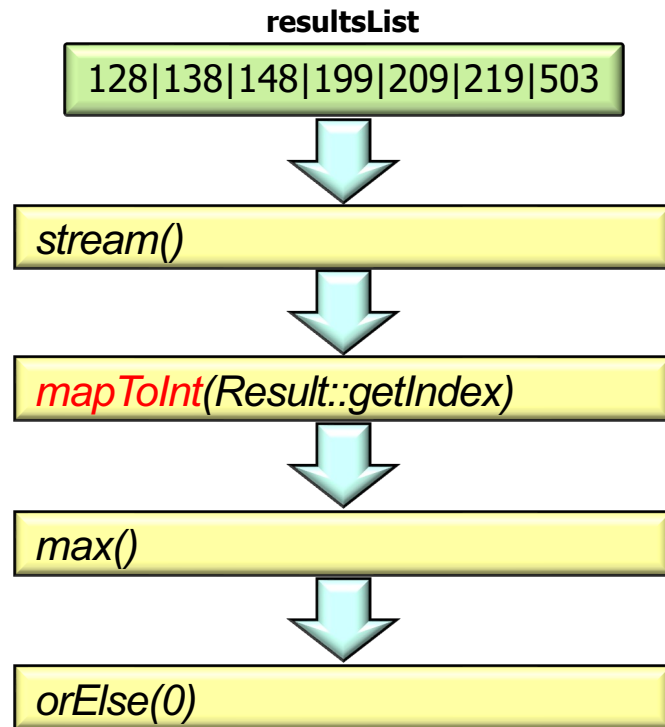 resultsList
128|138|148|199|209|219|503
stream()
mapToInt(Result::getIndex)
max()
orElse(0)